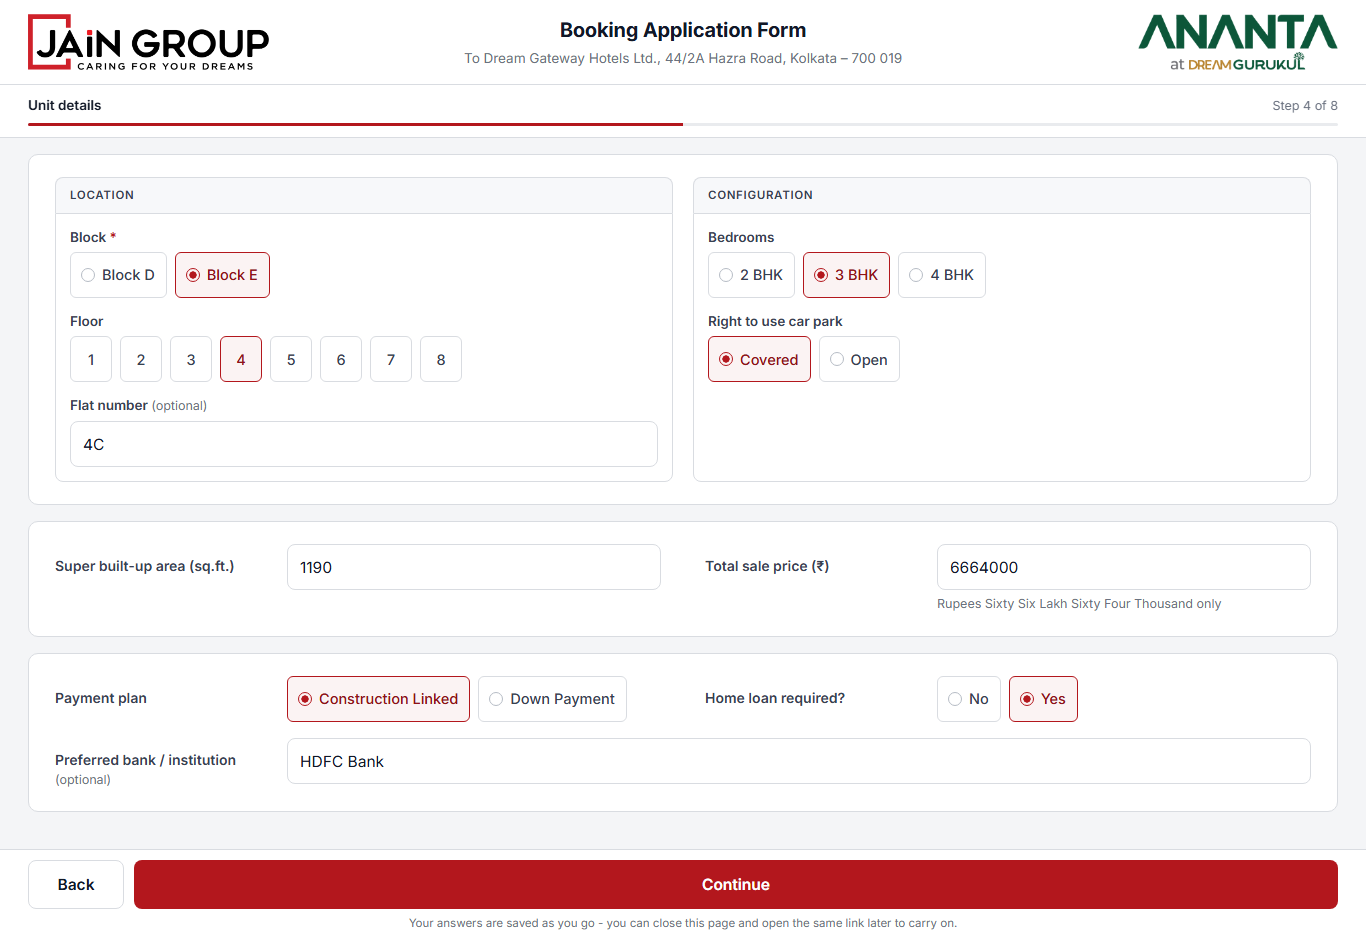 JAiN GROUP
CARING FOR YOUR DREAMS
Booking Application Form
To Dream Gateway Hotels Ltd., 44/2A Hazra Road, Kolkata – 700 019
ANANTA
at DREAM GURUKUL
Unit details
Step 4 of 8
LOCATION
Block *
Block D
Block E
Floor
1 2 3 4 5 6 7 8
Flat number (optional)
4C
CONFIGURATION
Bedrooms
2 BHK
3 BHK
4 BHK
Right to use car park
Covered
Open
Super built-up area (sq.ft.)
1190
Total sale price (₹)
6664000
Rupees Sixty Six Lakh Sixty Four Thousand only
Payment plan
Construction Linked
Down Payment
Home loan required?
No
Yes
Preferred bank / institution
(optional)
HDFC Bank
Back
Continue
Your answers are saved as you go - you can close this page and open the same link later to carry on.